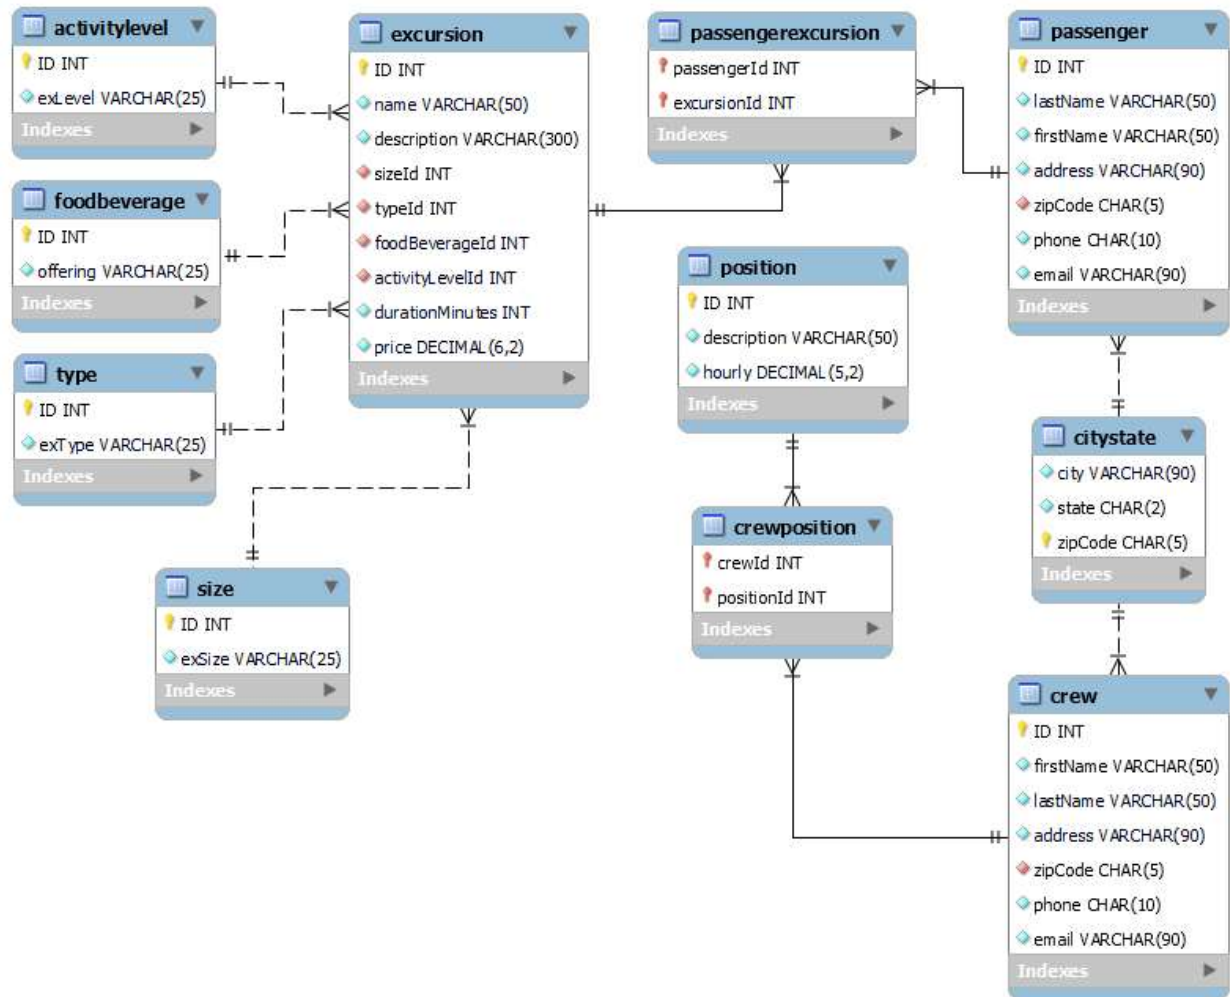 activitylevel
ID INT
exLevel VARCHAR(25)
Indexes
excursion
ID INT
name VARCHAR(50)
description VARCHAR(300)
sizeId INT
typeId INT
foodBeverageId INT
activityLevelId INT
durationMinutes INT
price DECIMAL(6,2)
Indexes
passengerexcursion
passengerId INT
excursionId INT
Indexes
passenger
ID INT
lastName VARCHAR(50)
firstName VARCHAR(50)
address VARCHAR(90)
zipCode CHAR(5)
phone CHAR(10)
email VARCHAR(90)
Indexes
foodbeverage
ID INT
offering VARCHAR(25)
Indexes
position
ID INT
description VARCHAR(50)
hourly DECIMAL(5,2)
Indexes
type
ID INT
exType VARCHAR(25)
Indexes
citystate
city VARCHAR(90)
state CHAR(2)
zipCode CHAR(5)
Indexes
crewposition
crewId INT
positionId INT
Indexes
size
ID INT
exSize VARCHAR(25)
Indexes
crew
ID INT
firstName VARCHAR(50)
lastName VARCHAR(50)
address VARCHAR(90)
zipCode CHAR(5)
phone CHAR(10)
email VARCHAR(90)
Indexes